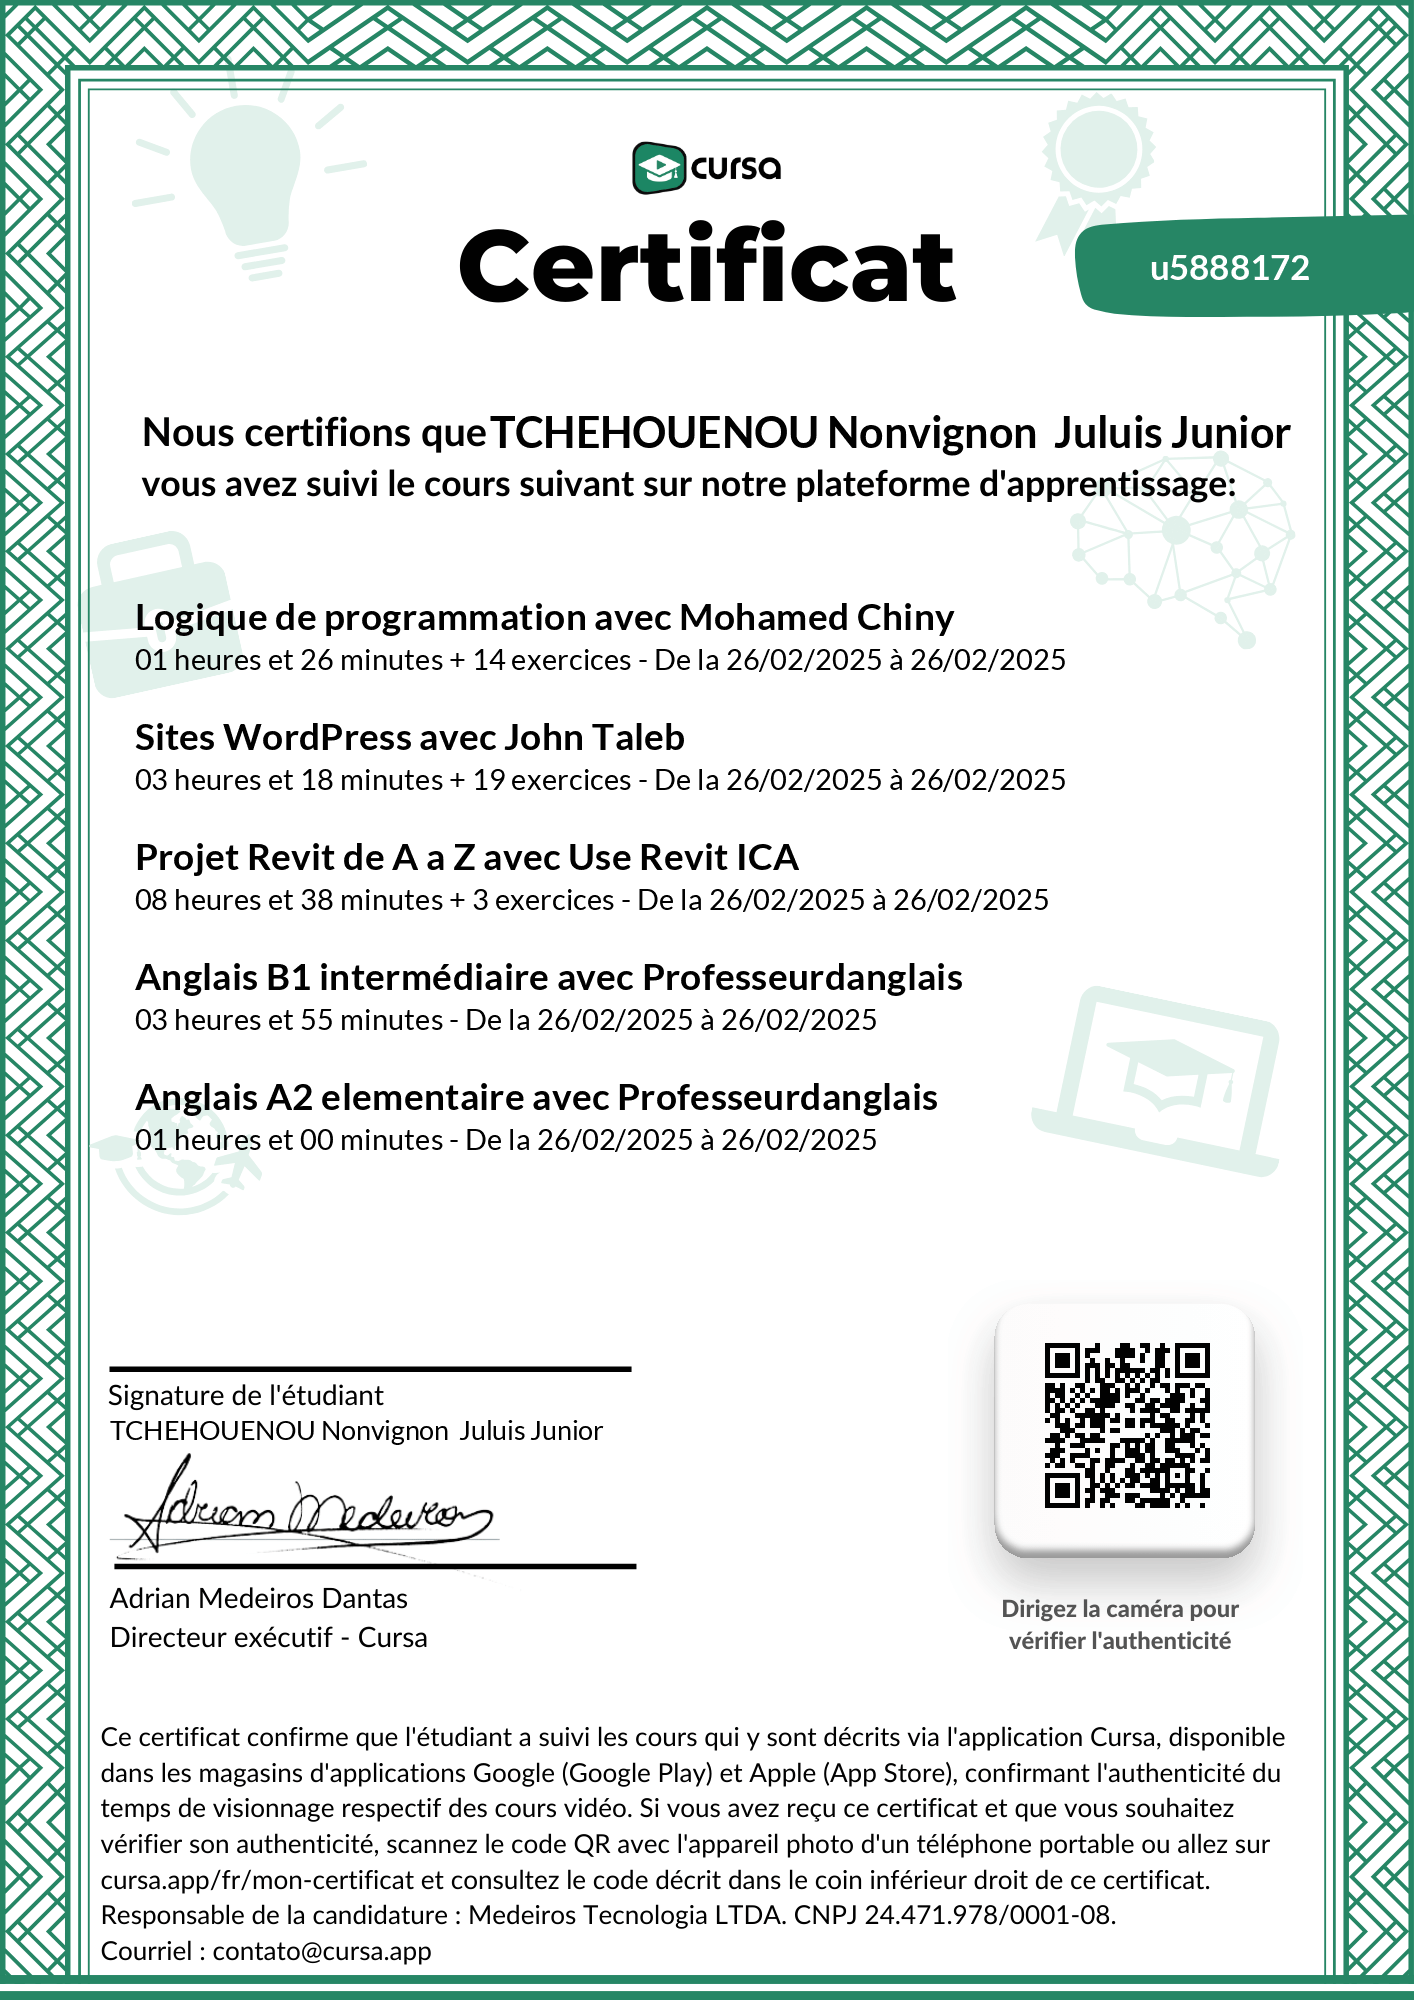 cursa
Certificat
u5888172
Nous certifions que TCHEHOUENOU Nonvignon Juluis Junior
vous avez suivi le cours suivant sur notre plateforme d'apprentissage:
Logique de programmation avec Mohamed Chiny
01 heures et 26 minutes + 14 exercices - De la 26/02/2025 à 26/02/2025
Sites WordPress avec John Taleb
03 heures et 18 minutes + 19 exercices - De la 26/02/2025 à 26/02/2025
Projet Revit de A a Z avec Use Revit ICA
08 heures et 38 minutes + 3 exercices - De la 26/02/2025 à 26/02/2025
Anglais B1 intermédiaire avec Professeurdanglais
03 heures et 55 minutes - De la 26/02/2025 à 26/02/2025
Anglais A2 elementaire avec Professeurdanglais
01 heures et 00 minutes - De la 26/02/2025 à 26/02/2025
Signature de l'étudiant
TCHEHOUENOU Nonvignon Juluis Junior
Adrian Medeiros
Adrian Medeiros Dantas
Directeur exécutif - Cursa
Dirigez la caméra pour
vérifier l'authenticité
Ce certificat confirme que l'étudiant a suivi les cours qui y sont décrits via l'application Cursa, disponible
dans les magasins d'applications Google (Google Play) et Apple (App Store), confirmant l'authenticité du
temps de visionnage respectif des cours vidéo. Si vous avez reçu ce certificat et que vous souhaitez
vérifier son authenticité, scannez le code QR avec l'appareil photo d'un téléphone portable ou allez sur
cursa.app/fr/mon-certificat et consultez le code décrit dans le coin inférieur droit de ce certificat.
Responsable de la candidature : Medeiros Tecnologia LTDA. CNPJ 24.471.978/0001-08.
Courriel : contato@cursa.app